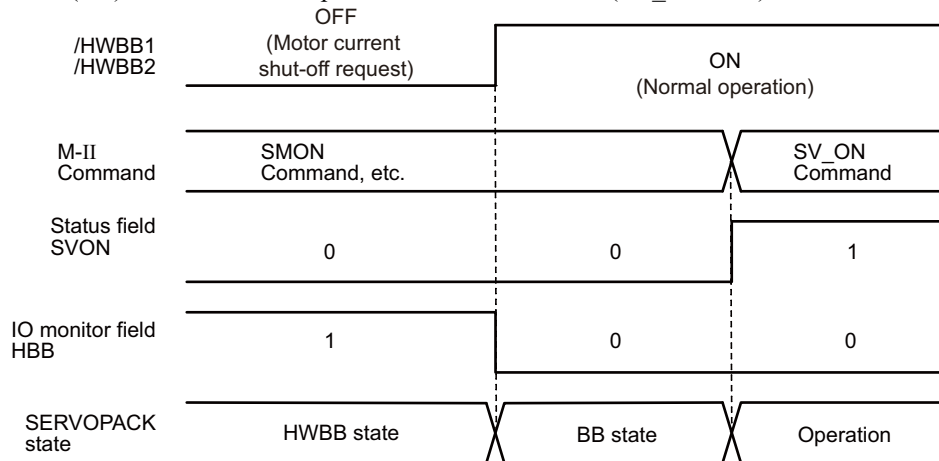 OFF
(Motor current
shut-off request)
/HWBB1
/HWBB2
ON
(Normal operation)
M-II
Command
SMON
Command, etc.
SV_ON
Command
Status field
SVON
0
0
1
IO monitor field
HBB
1
0
0
SERVOPACK
state
HWBB state
BB state
Operation